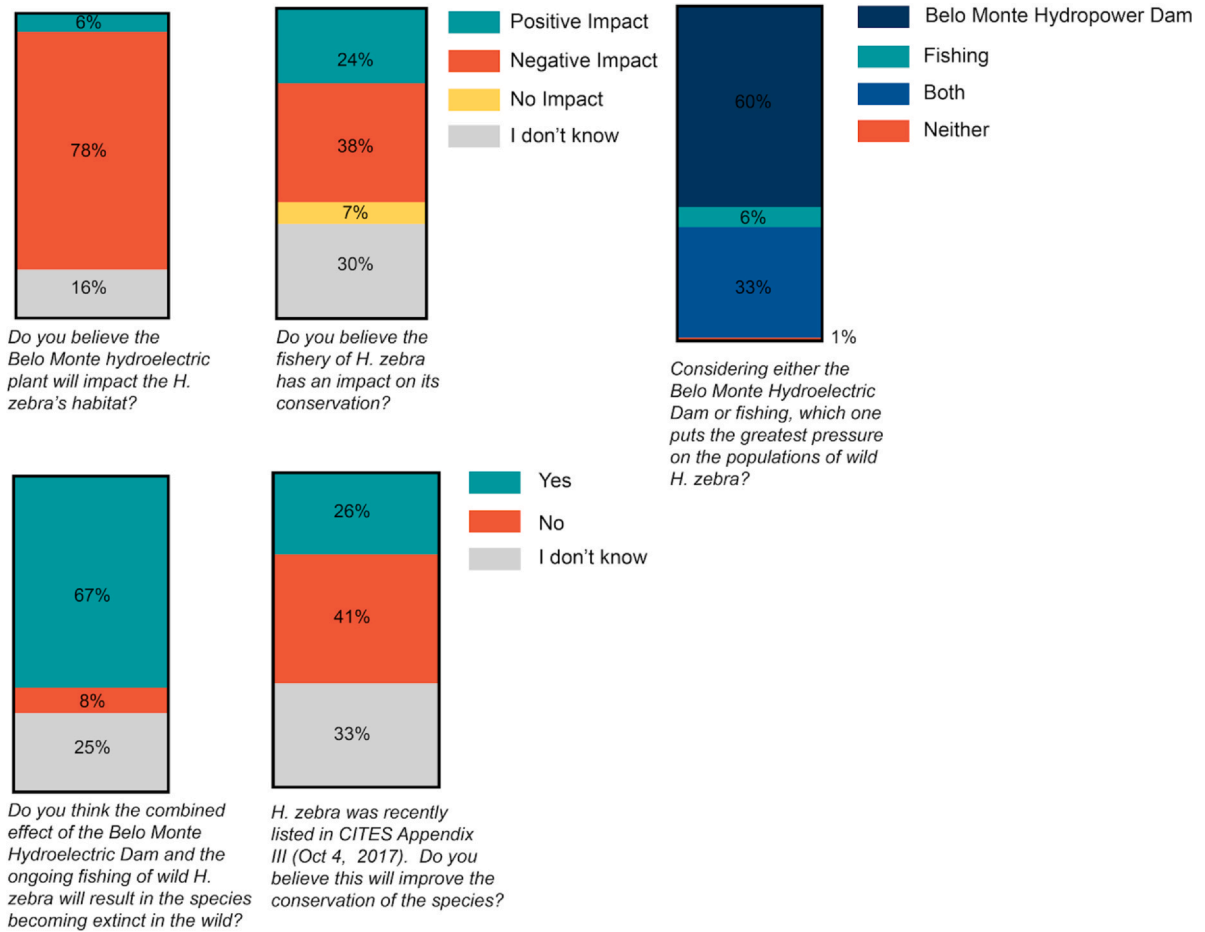 6%
78%
16%
Do you believe the
Belo Monte hydroelectric
plant will impact the H.
zebra's habitat?
24%
38%
7%
30%
Do you believe the
fishery of H. zebra
has an impact on its
conservation?
Positive Impact
Negative Impact
No Impact
I don't know
60%
6%
33%
1%
Considering either the
Belo Monte Hydroelectric
Dam or fishing, which one
puts the greatest pressure
on the populations of wild
H. zebra?
Belo Monte Hydropower Dam
Fishing
Both
Neither
67%
8%
25%
Do you think the combined
effect of the Belo Monte
Hydroelectric Dam and the
ongoing fishing of wild H.
zebra will result in the species
becoming extinct in the wild?
26%
41%
33%
H. zebra was recently
listed in CITES Appendix
III (Oct 4, 2017). Do you
believe this will improve the
conservation of the species?
Yes
No
I don't know